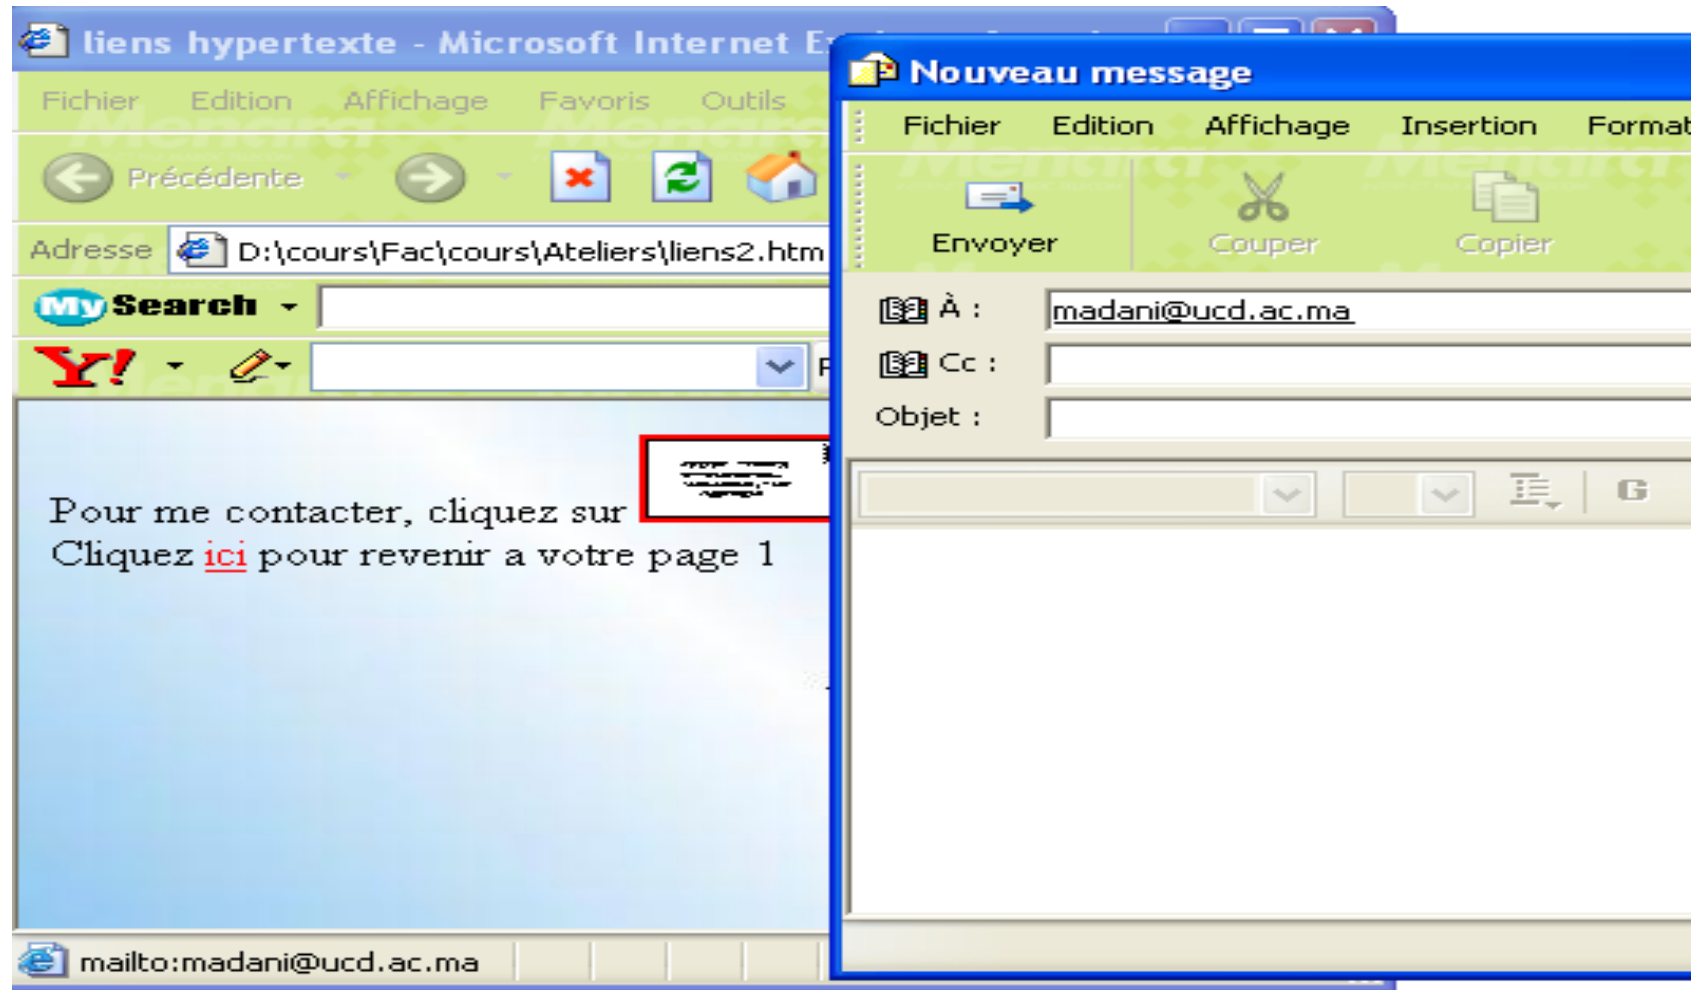 liens hypertexte - Microsoft Internet
Fichier Edition Affichage Favoris Outils
Précédente
Adresse D:\cours\Fac\cours\Ateliers\liens2.htm
My Search
Y!
Pour me contacter, cliquez sur
Cliquez ici pour revenir a votre page 1
mailto:madani@ucd.ac.ma
Nouveau message
Fichier Edition Affichage Insertion Format
Menara Menara
Envoyer Couper Copier
À : madani@ucd.ac.ma
Cc :
Objet :
G